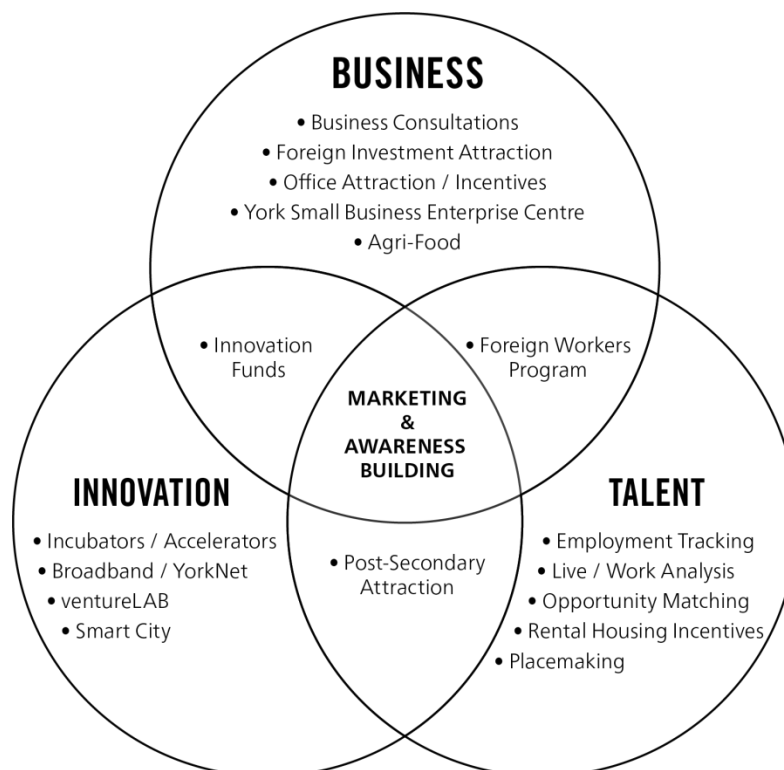 BUSINESS
• Business Consultations
• Foreign Investment Attraction
• Office Attraction / Incentives
• York Small Business Enterprise Centre
• Agri-Food
• Innovation
Funds
• Foreign Workers
Program
MARKETING
&
AWARENESS
BUILDING
INNOVATION
• Incubators / Accelerators
• Broadband / YorkNet
• ventureLAB
• Smart City
• Post-Secondary
Attraction
TALENT
• Employment Tracking
• Live / Work Analysis
• Opportunity Matching
• Rental Housing Incentives
• Placemaking